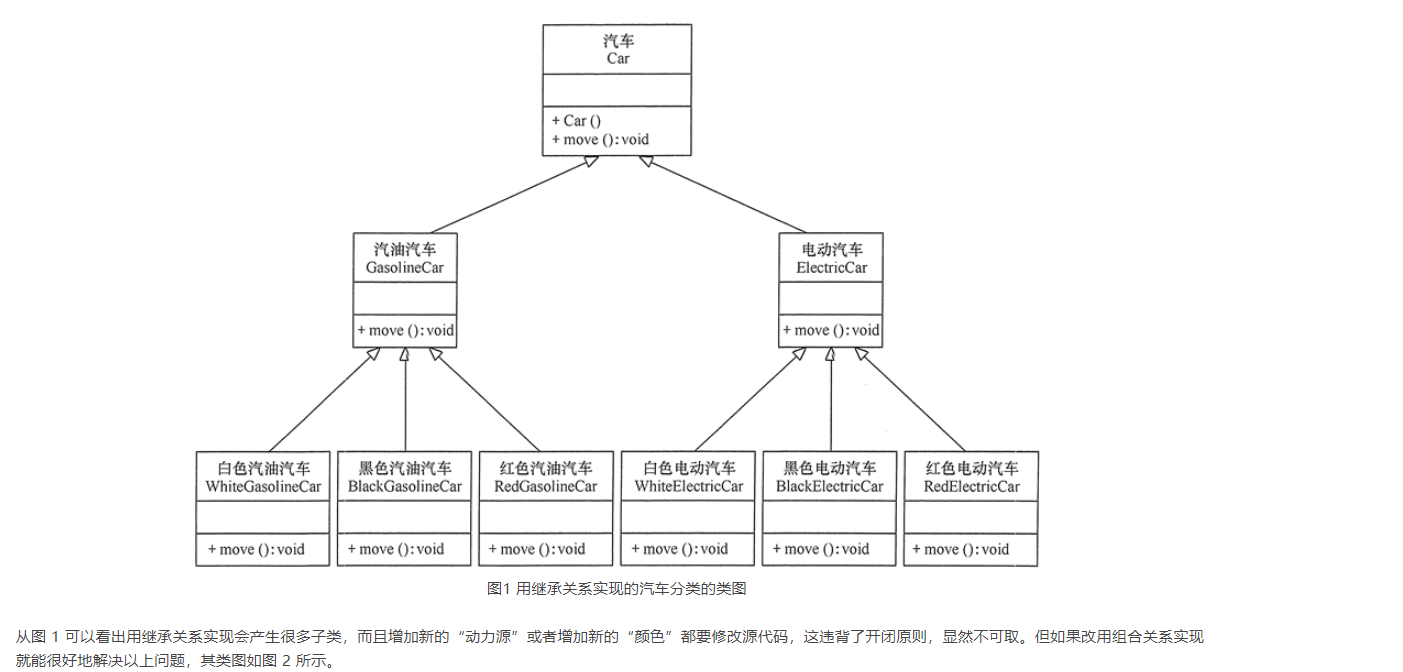 汽车
Car
+ Car ()
+ move (): void
汽油汽车
GasolineCar
+ move (): void
电动汽车
ElectricCar
+ move (): void
白色汽油汽车
WhiteGasolineCar
+ move (): void
黑色汽油汽车
BlackGasolineCar
+ move (): void
红色汽油汽车
RedGasolineCar
+ move (): void
白色电动汽车
WhiteElectricCar
+ move (): void
黑色电动汽车
BlackElectricCar
+ move (): void
红色电动汽车
RedElectricCar
+ move (): void
图1 用继承关系实现的汽车分类的类图
从图 1 可以看出用继承关系实现会产生很多子类，而且增加新的“动力源”或者增加新的“颜色”都要修改源代码，这违背了开闭原则，显然不可取。但如果改用组合关系实现
就能很好地解决以上问题，其类图如图 2 所示。